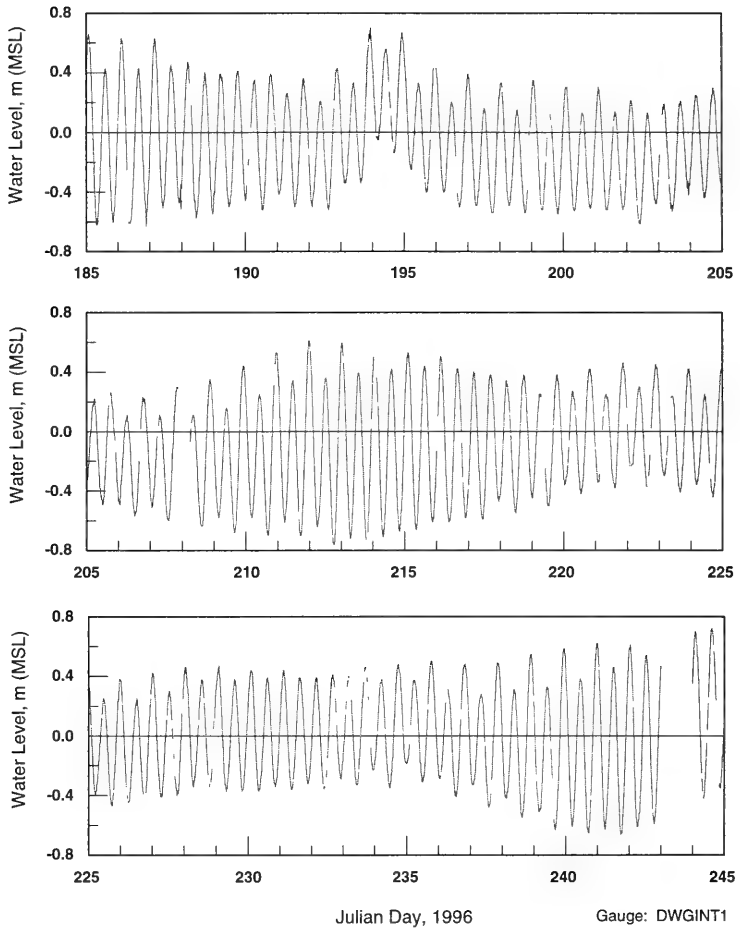 0.8
0.4
0.0
-0.4
-0.8
Water Level, m (MSL)
185 190 195 200 205
0.8
0.4
0.0
-0.4
-0.8
Water Level, m (MSL)
205 210 215 220 225
0.8
0.4
0.0
-0.4
-0.8
Water Level, m (MSL)
225 230 235 240 245
Julian Day, 1996 Gauge: DWGINT1